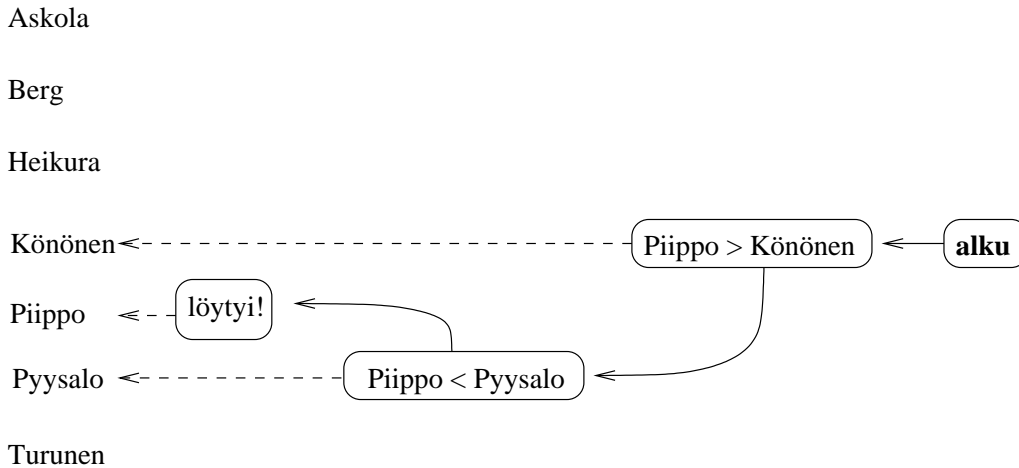 Askola
Berg
Heikura
Könönen Piippo > Könönen alku
Piippo löytyi!
Pyysalo Piippo < Pyysalo
Turunen